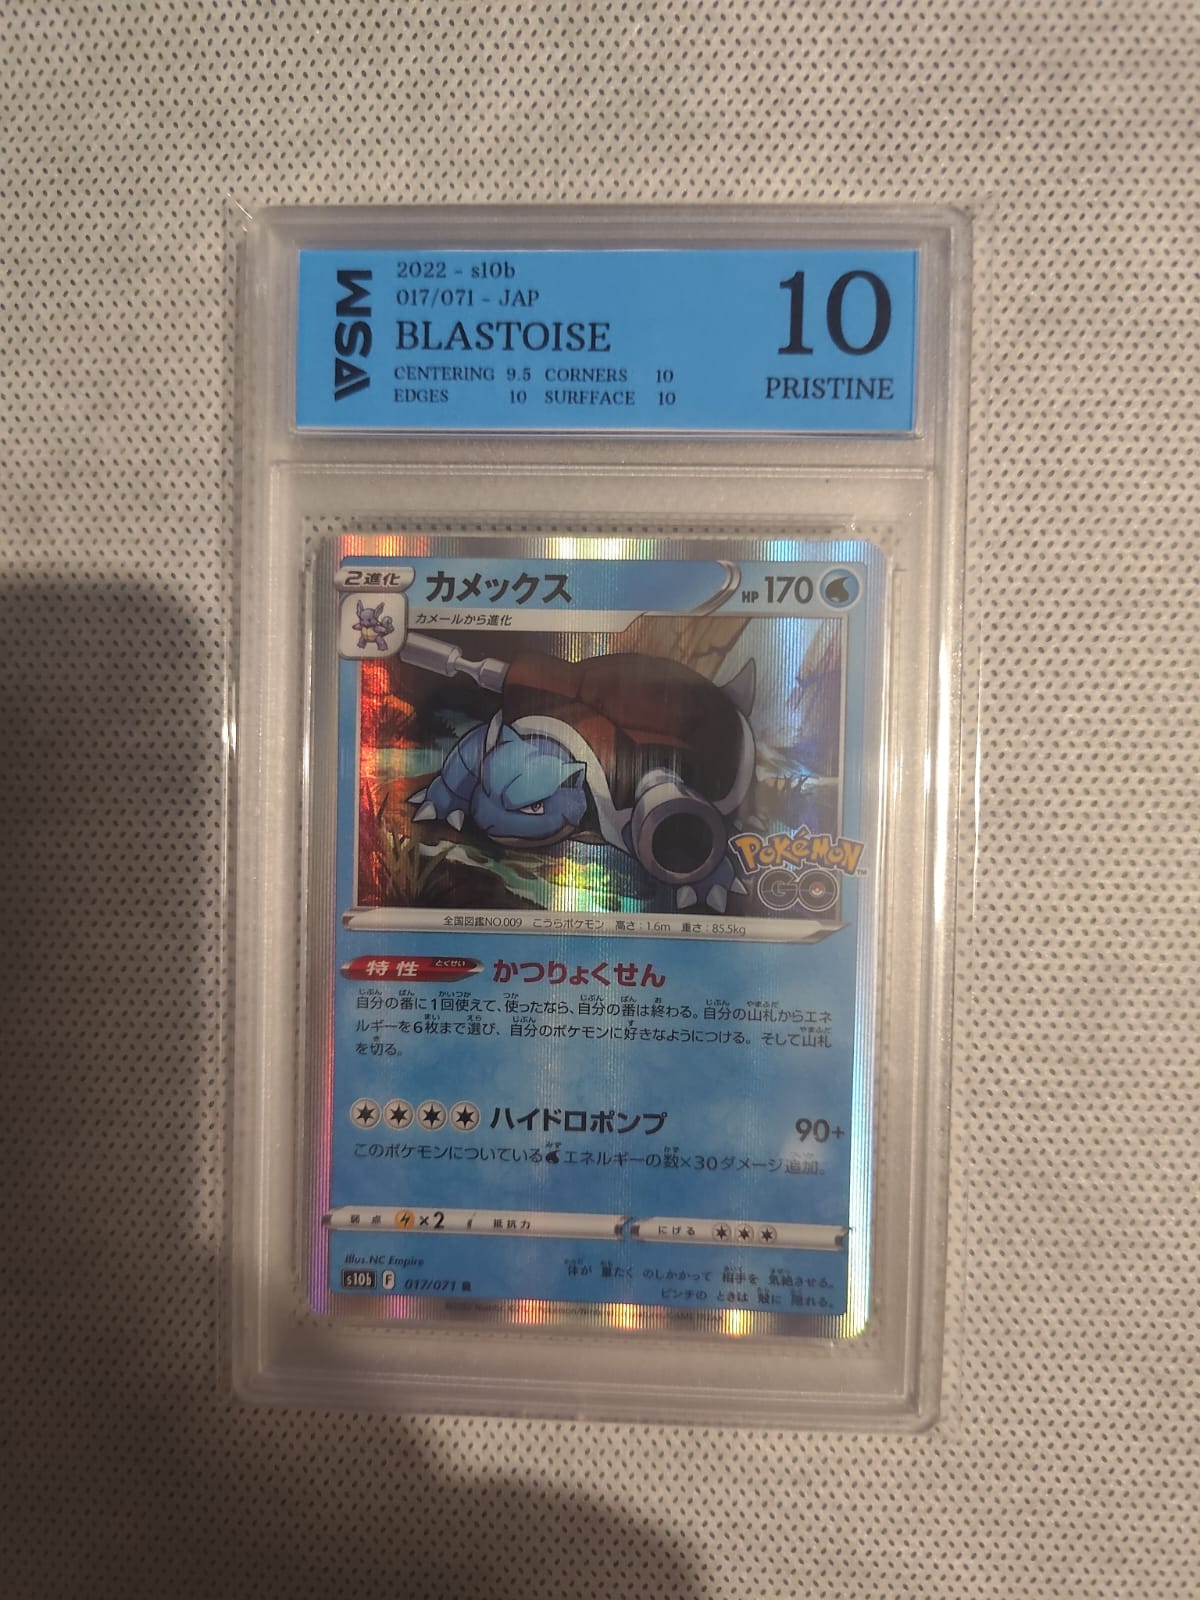 WSA
2022 - s10b
017/071 - JAP
BLASTOISE
CENTERING 9.5 CORNERS 10
EDGES 10 SURFFACE 10
10
PRISTINE
2進化
カメックス
HP 170
カメールから進化
POKÉMON
GO
全国図鑑NO.009 こうらポケモン 高さ:1.6m 重さ:85.5kg
特性 とくせい かつりょくせん
自分の番に1回使えて、使ったなら、自分の番は終わる。自分の山札からエネ
ルギーを6枚まで選び、自分のポケモンに好きなようにつける。そして山札
を切る。
ハイドロポンプ 90+
このポケモンについているエネルギーの数×30ダメージ追加。
弱点 ×2 抵抗力 にげる
Illus. NC Empire
s10b F 017/071 R
体が重たく のしかかって 相手を 気絶させる。
ピンチの ときは 殻に 隠れる。